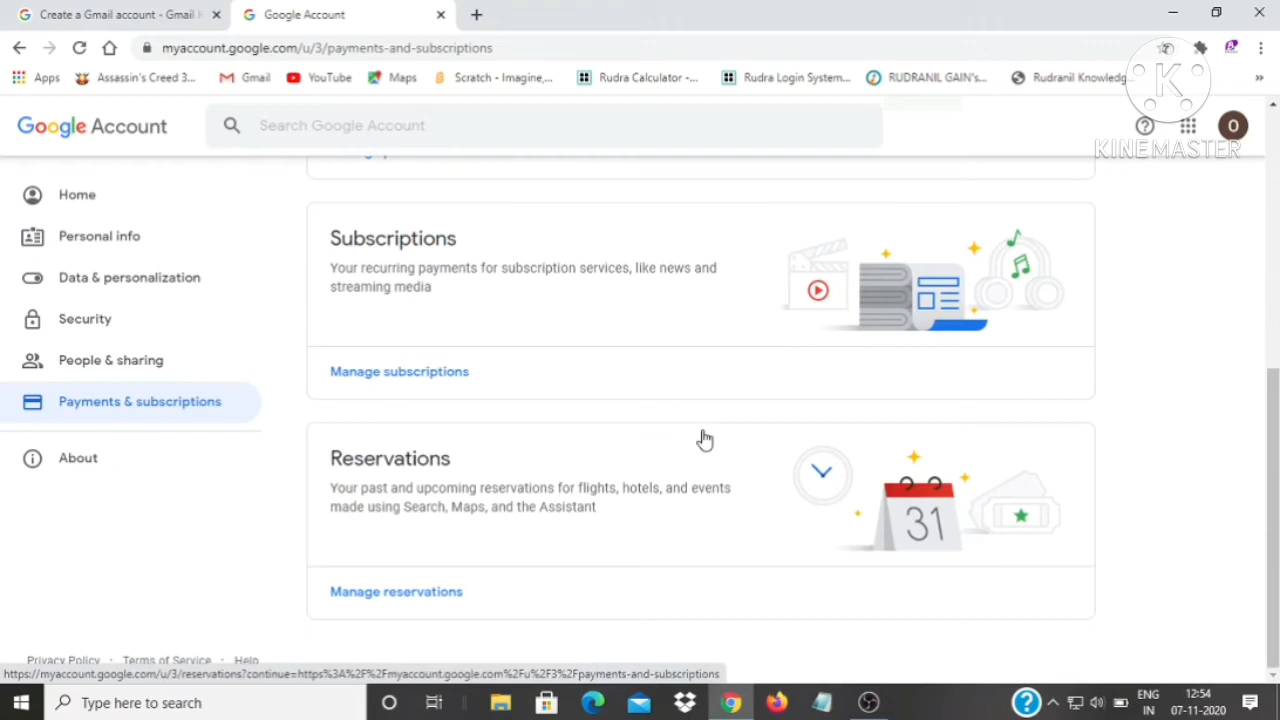 Create a Gmail account - Gmail H
Google Account
myaccount.google.com/u/3/payments-and-subscriptions
Apps
Assassin's Creed 3...
Gmail
YouTube
Maps
Scratch - Imagine,...
Rudra Calculator -...
Rudra Login System...
RUDRANIL GAIN's...
Rudranil Knowledg...
K
KINEMASTER
Google Account
Search Google Account
O
Home
Personal info
Data & personalization
Security
People & sharing
Payments & subscriptions
About
Subscriptions
Your recurring payments for subscription services, like news and
streaming media
Manage subscriptions
Reservations
Your past and upcoming reservations for flights, hotels, and events
made using Search, Maps, and the Assistant
31
Manage reservations
Privacy Policy · Terms of Service · Help
https://myaccount.google.com/u/3/reservations?continue=https%3A%2F%2Fmyaccount.google.com%2Fu%2F3%2Fpayments-and-subscriptions
Type here to search
ENG
IN
12:54
07-11-2020